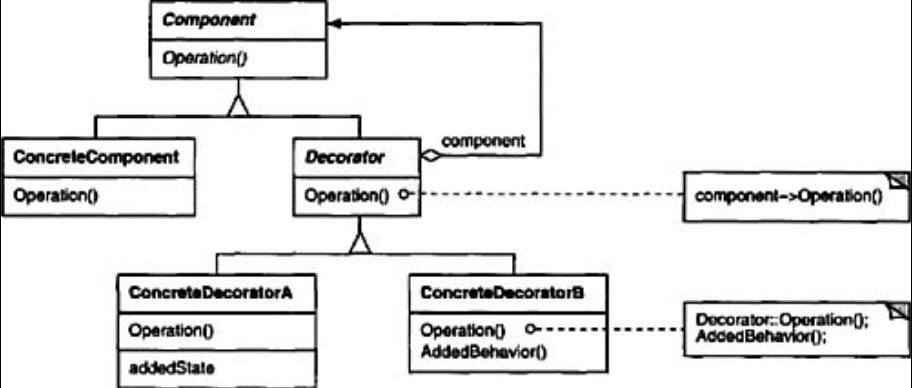 Component
Operation()
component
ConcreteComponent
Operation()
Decorator
Operation()
component->Operation()
ConcreteDecoratorA
Operation()
addedState
ConcreteDecoratorB
Operation()
AddedBehavior()
Decorator::Operation();
AddedBehavior();